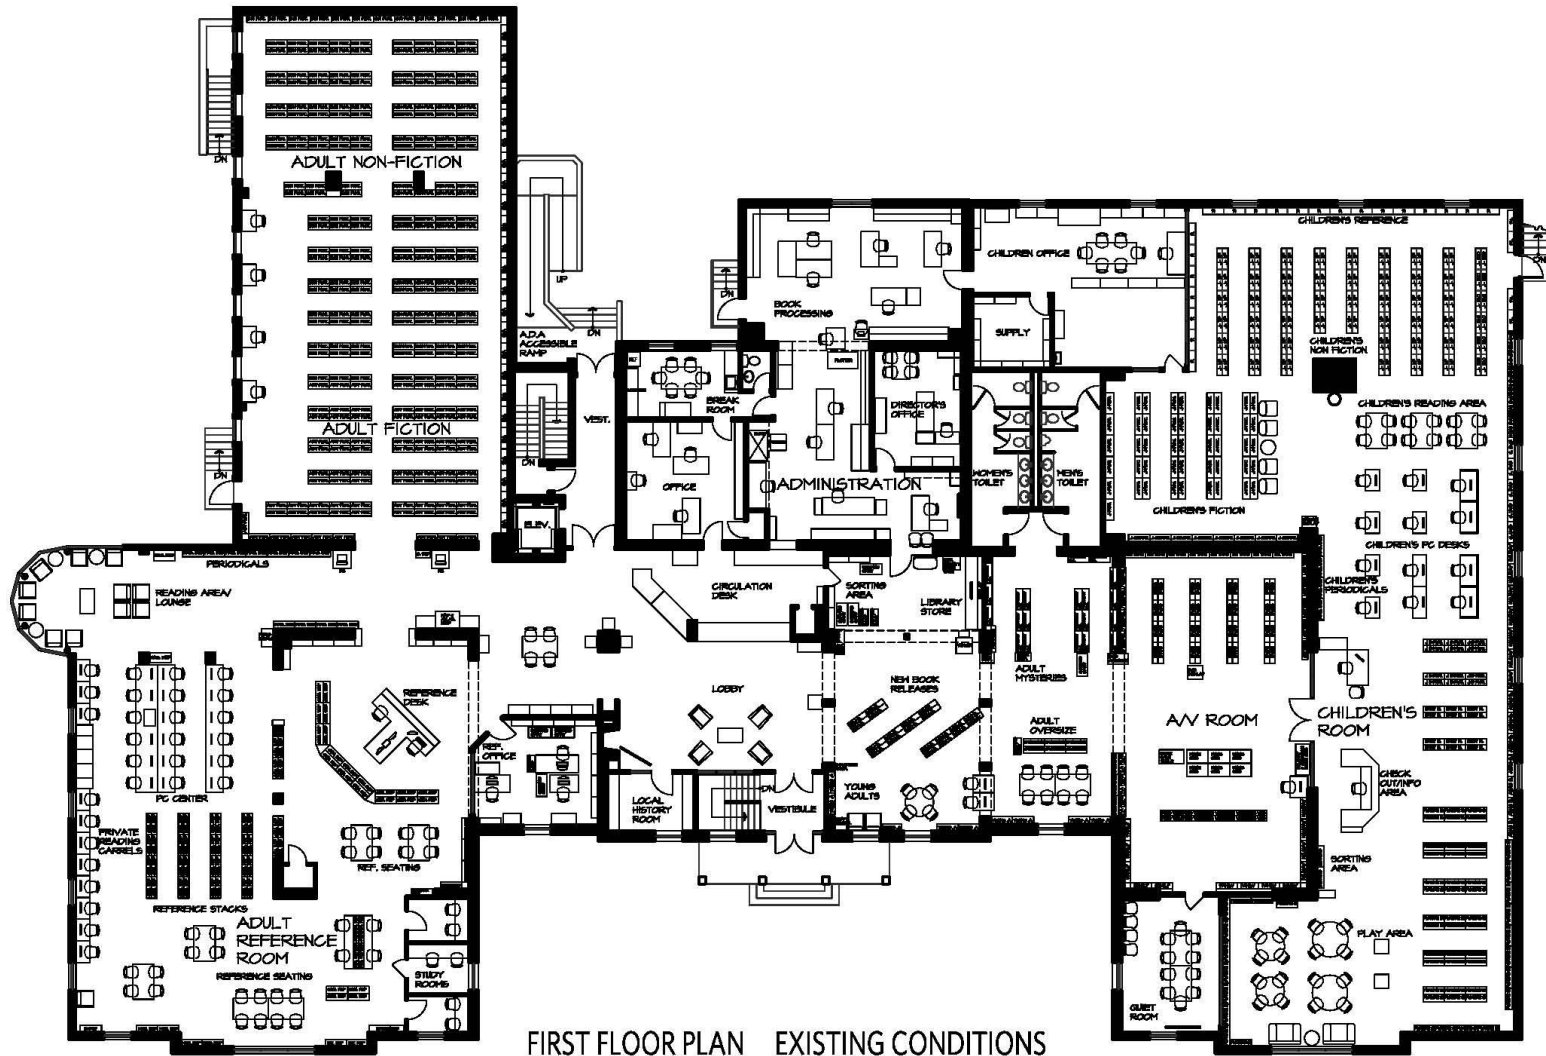 ADULT NON-FICTION
DN
UP
DN
A.D.A
ACCESSIBLE
RAMP
ADULT FICTION
DN
VEST.
DN
ELEV.
BREAK
ROOM
OFFICE
DN
BOOK
PROCESSING
DIRECTOR'S
OFFICE
ADMINISTRATION
CHILDREN OFFICE
SUPPLY
WOMEN'S
TOILET
MEN'S
TOILET
CHILDREN'S REFERENCE
DN
CHILDREN'S
NON FICTION
CHILDREN'S READING AREA
CHILDREN'S FICTION
CHILDREN'S PC DESKS
CHILDREN'S
PERIODICALS
PERIODICALS
READING AREA/
LOUNGE
CIRCULATION
DESK
SORTING
AREA
LIBRARY
STORE
ADULT
MYSTERIES
REFERENCE
DESK
LOBBY
NEW BOOK
RELEASES
ADULT
OVERSIZE
A/V ROOM
CHILDREN'S
ROOM
REF.
OFFICE
PC CENTER
LOCAL
HISTORY
ROOM
DN
VESTIBULE
YOUNG
ADULTS
CHECK
OUT/INFO
AREA
PRIVATE
READING
CARRELS
REF. SEATING
SORTING
AREA
REFERENCE STACKS
ADULT
REFERENCE
ROOM
REFERENCE SEATING
STUDY
ROOMS
QUIET
ROOM
PLAY AREA
FIRST FLOOR PLAN EXISTING CONDITIONS